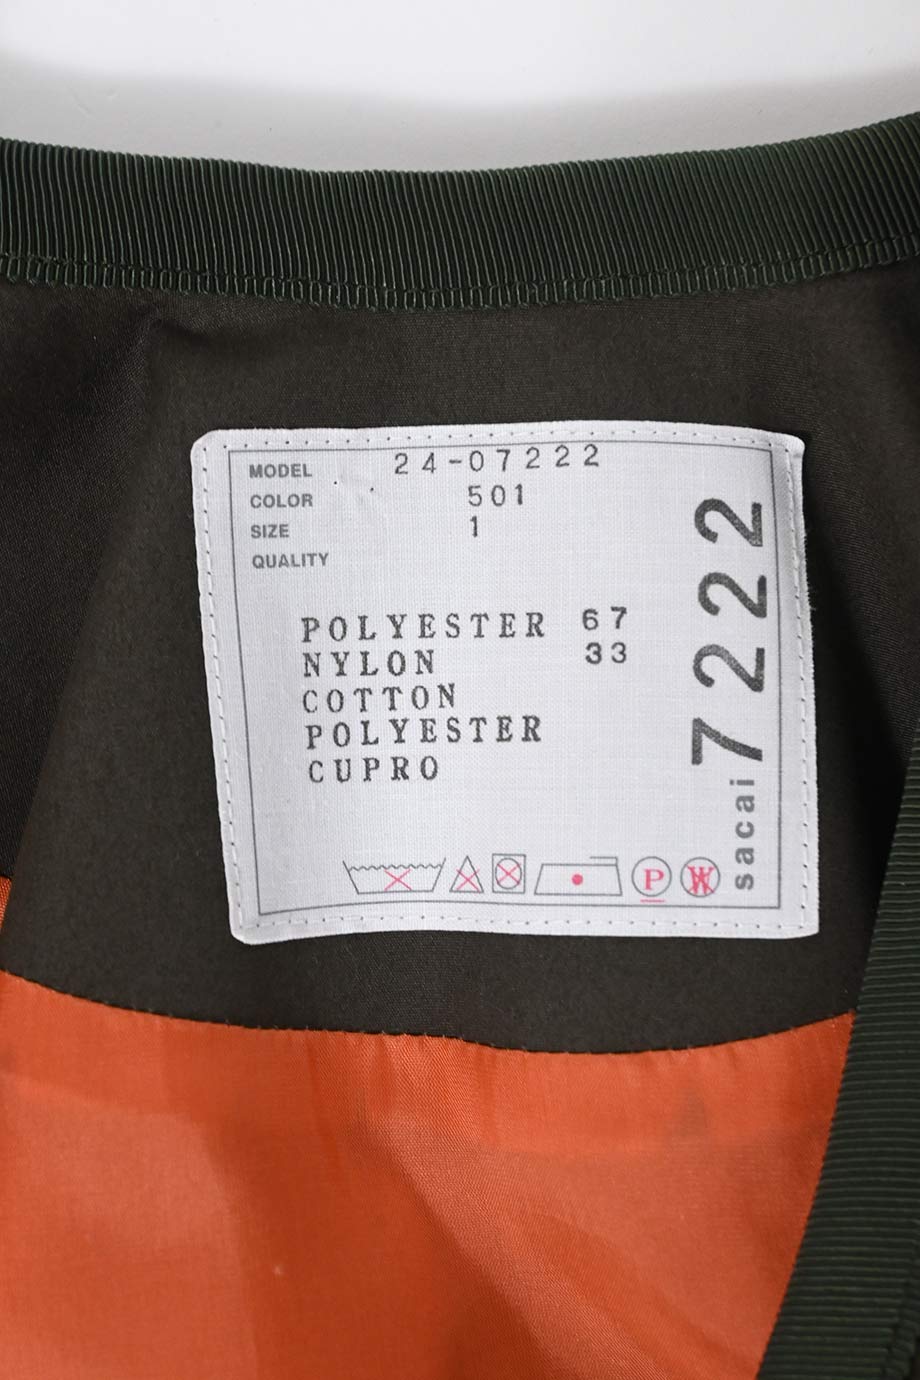 MODEL 24-07222
COLOR 501
SIZE 1
QUALITY
POLYESTER 67
NYLON 33
COTTON
POLYESTER
CUPRO
P W
sacai 7222